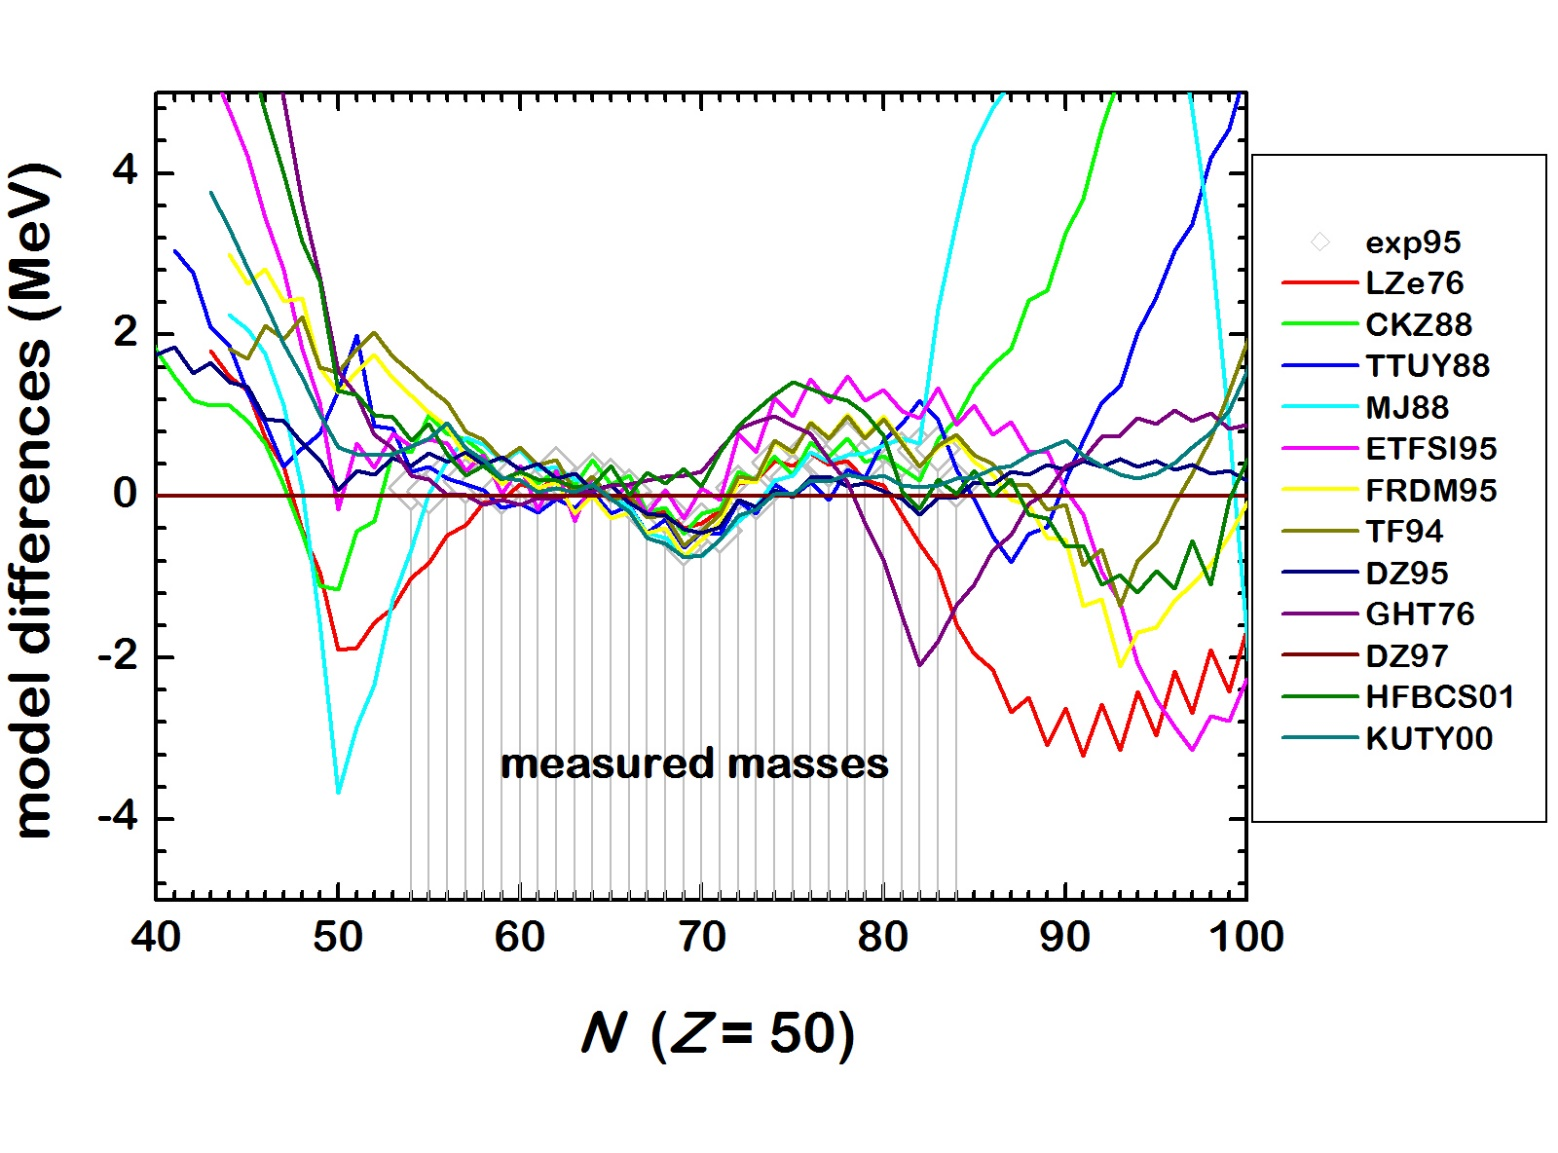 model differences (MeV)
4
2
0
-2
-4
measured masses
40 50 60 70 80 90 100
N (Z = 50)
exp95
LZe76
CKZ88
TTUY88
MJ88
ETFSI95
FRDM95
TF94
DZ95
GHT76
DZ97
HFBCS01
KUTY00